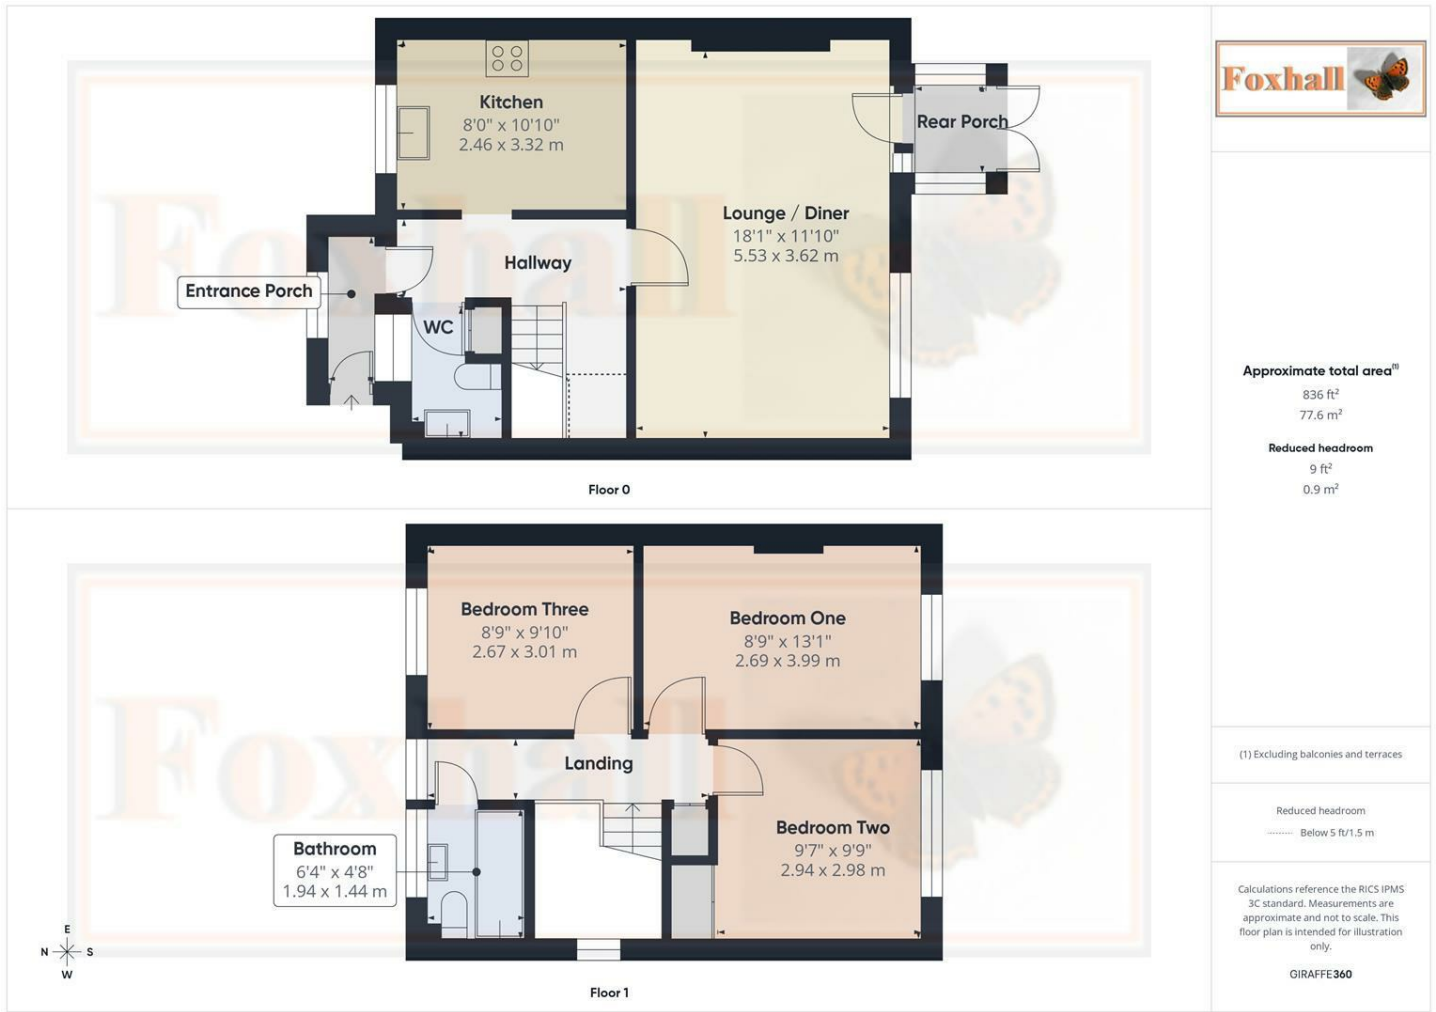 Foxhall
Kitchen
8'0" x 10'10"
2.46 x 3.32 m
Rear Porch
Lounge / Diner
18'1" x 11'10"
5.53 x 3.62 m
Hallway
Entrance Porch
WC
Floor 0
Foxhall
Bedroom Three
8'9" x 9'10"
2.67 x 3.01 m
Bedroom One
8'9" x 13'1"
2.69 x 3.99 m
Landing
Bedroom Two
9'7" x 9'9"
2.94 x 2.98 m
Bathroom
6'4" x 4'8"
1.94 x 1.44 m
E
N S
W
Floor 1
Foxhall
Approximate total area(1)
836 ft²
77.6 m²
Reduced headroom
9 ft²
0.9 m²
(1) Excluding balconies and terraces
Reduced headroom
Below 5 ft/1.5 m
Calculations reference the RICS IPMS
3C standard. Measurements are
approximate and not to scale. This
floor plan is intended for illustration
only.
GIRAFFE360